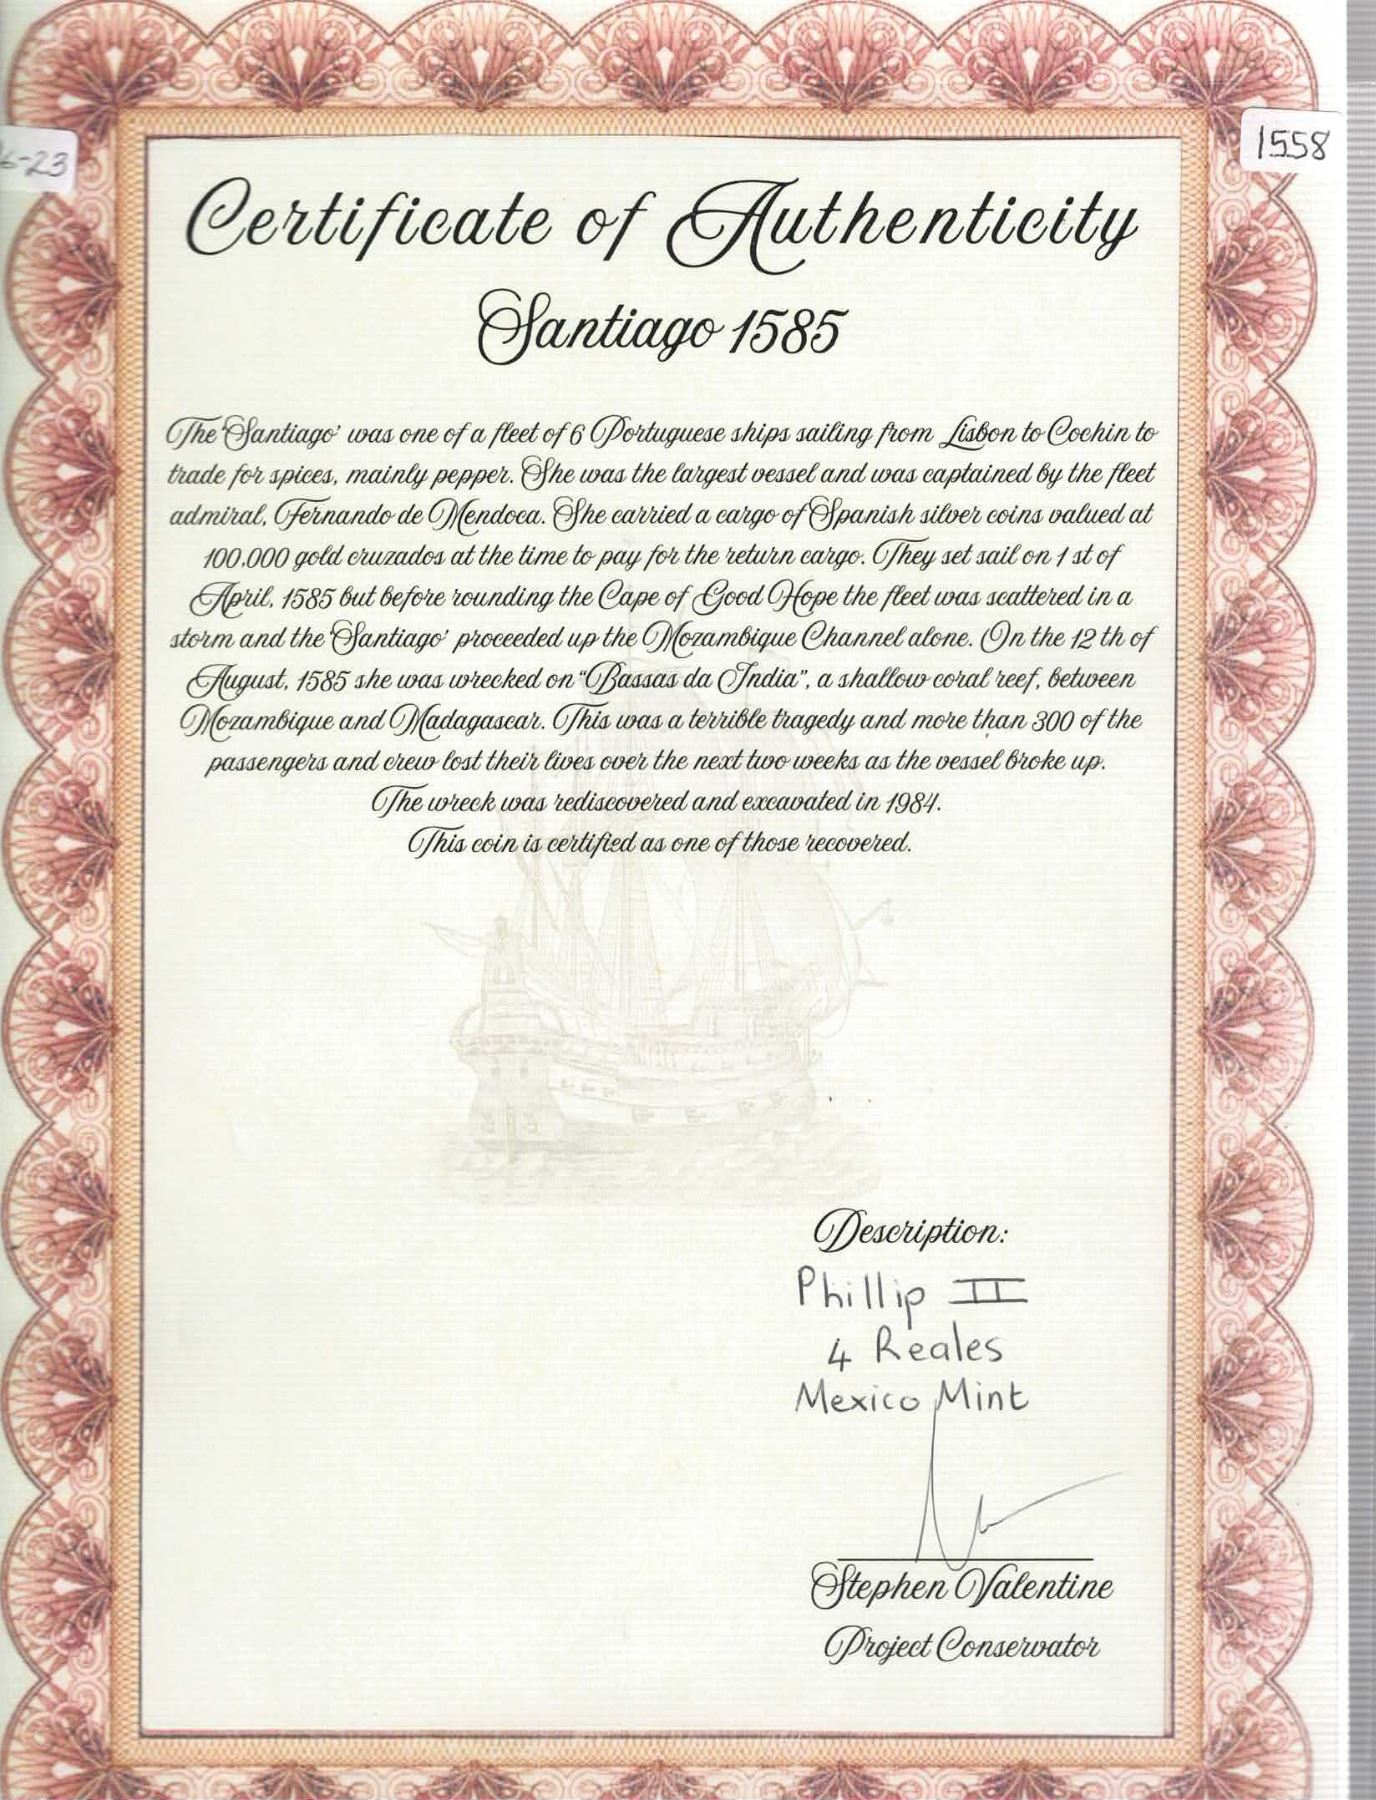 6-23
1558
Certificate of Authenticity
Santiago 1585
The 'Santiago' was one of a fleet of 6 Portuguese ships sailing from Lisbon to Cochin to
trade for spices, mainly pepper. She was the largest vessel and was captained by the fleet
admiral, Fernando de Mendoca. She carried a cargo of Spanish silver coins valued at
100,000 gold cruzados at the time to pay for the return cargo. They set sail on 1 st of
April, 1585 but before rounding the Cape of Good Hope the fleet was scattered in a
storm and the 'Santiago' proceeded up the Mozambique Channel alone. On the 12 th of
August, 1585 she was wrecked on "Bassas da India", a shallow coral reef, between
Mozambique and Madagascar. This was a terrible tragedy and more than 300 of the
passengers and crew lost their lives over the next two weeks as the vessel broke up.
The wreck was rediscovered and excavated in 1984.
This coin is certified as one of those recovered.
Description:
Phillip II
4 Reales
Mexico Mint
Stephen Valentine
Project Conservator